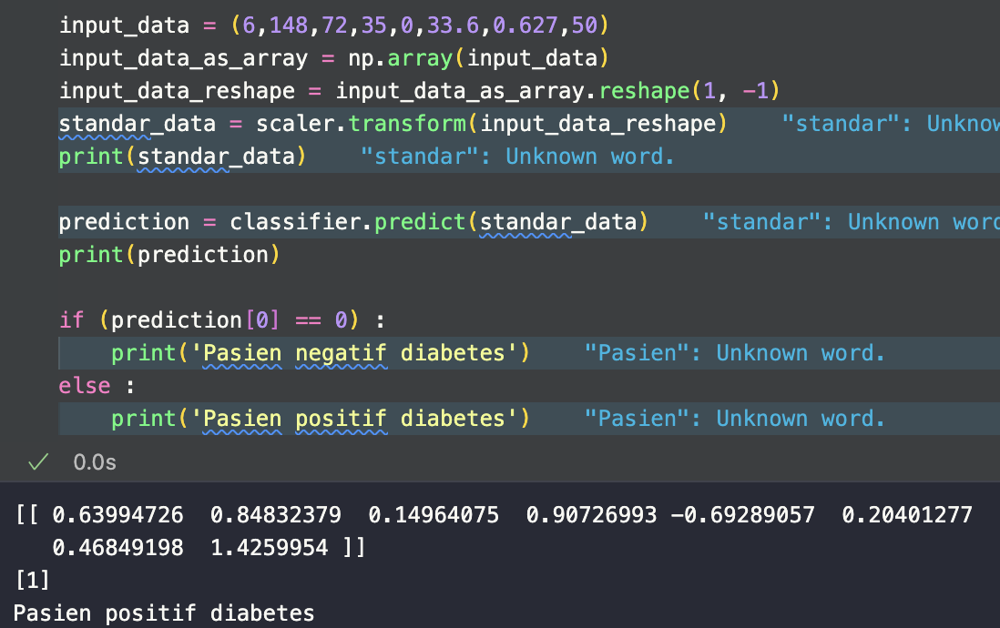 input_data = (6,148,72,35,0,33.6,0.627,50)
input_data_as_array = np.array(input_data)
input_data_reshape = input_data_as_array.reshape(1, -1)
standar_data = scaler.transform(input_data_reshape)    "standar": Unknow
print(standar_data)    "standar": Unknown word.

prediction = classifier.predict(standar_data)    "standar": Unknown word
print(prediction)

if (prediction[0] == 0) :
    print('Pasien negatif diabetes')    "Pasien": Unknown word.
else :
    print('Pasien positif diabetes')    "Pasien": Unknown word.
0.0s
[[ 0.63994726  0.84832379  0.14964075  0.90726993 -0.69289057  0.20401277
   0.46849198  1.4259954 ]]
[1]
Pasien positif diabetes